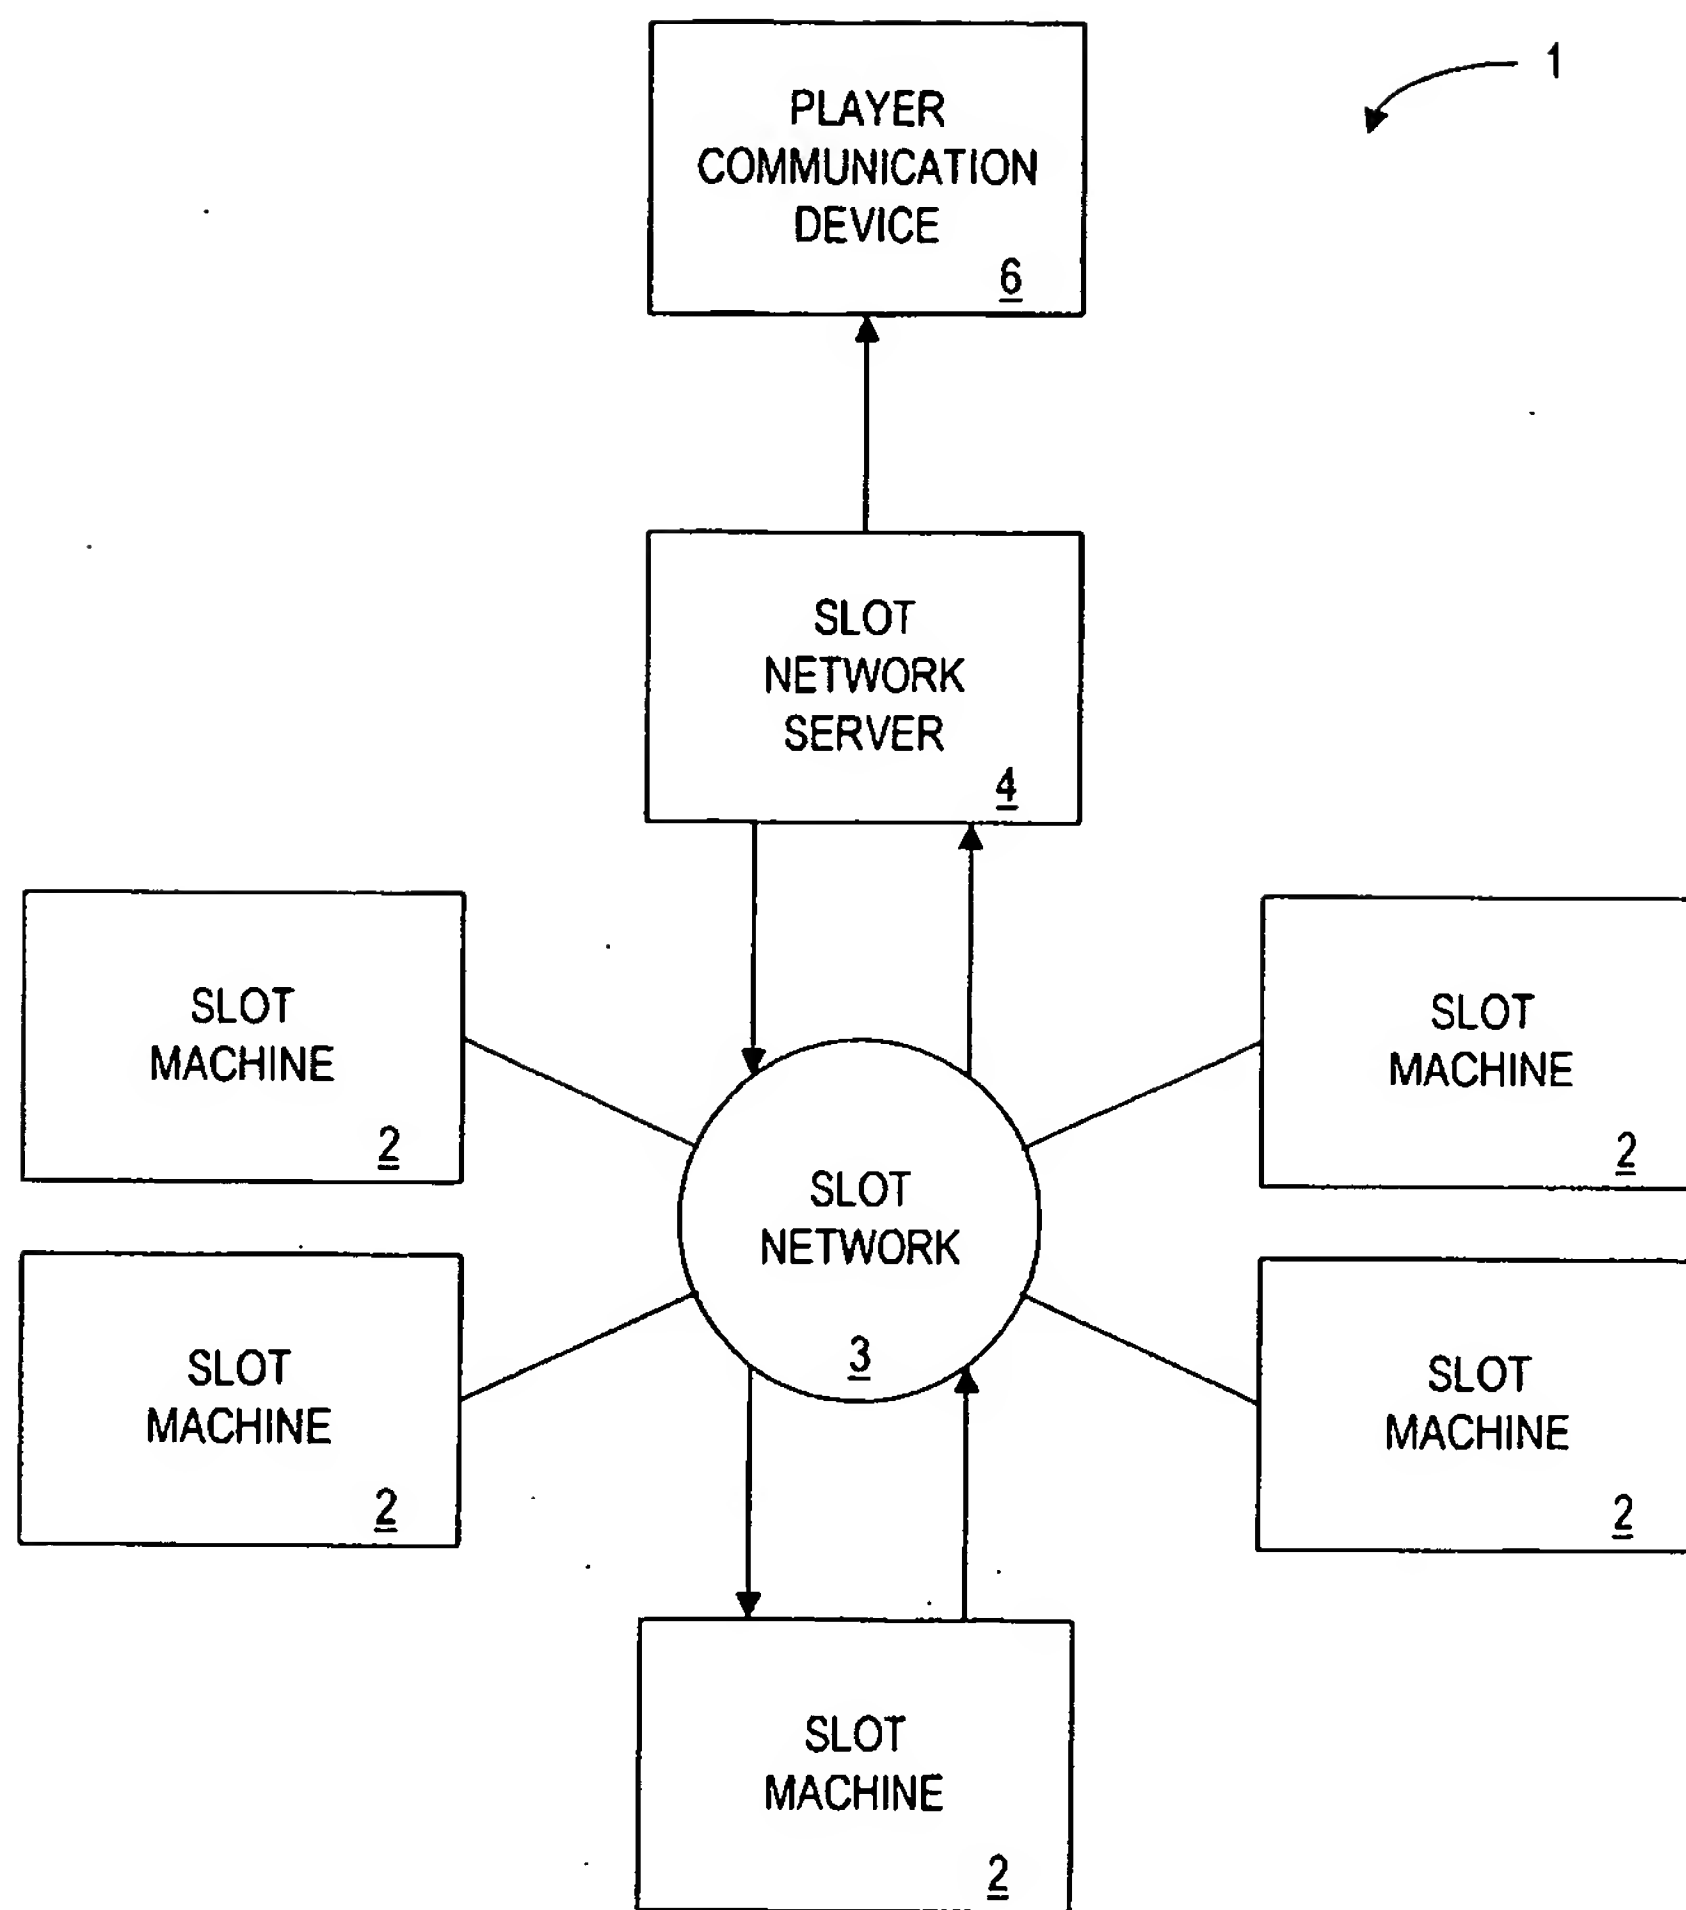 1
PLAYER
COMMUNICATION
DEVICE
6
SLOT
NETWORK
SERVER
4
SLOT
MACHINE
2
SLOT
MACHINE
2
SLOT
NETWORK
3
SLOT
MACHINE
2
SLOT
MACHINE
2
SLOT
MACHINE
2